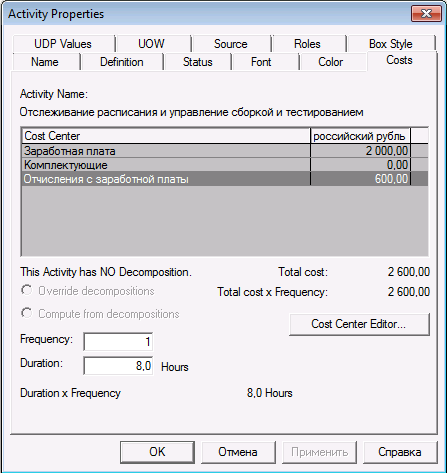 Activity Properties
UDP Values UOW Source Roles Box Style
Name Definition Status Font Color Costs
Activity Name:
Отслеживание расписания и управление сборкой и тестированием
Cost Center российский рубль
Заработная плата 2 000,00
Комплектующие 0,00
Отчисления с заработной платы 600,00
This Activity has NO Decomposition. Total cost: 2 600,00
Override decompositions Total cost x Frequency: 2 600,00
Compute from decompositions
Cost Center Editor...
Frequency: 1
Duration: 8,0 Hours
Duration x Frequency 8,0 Hours
OK Отмена Применить Справка